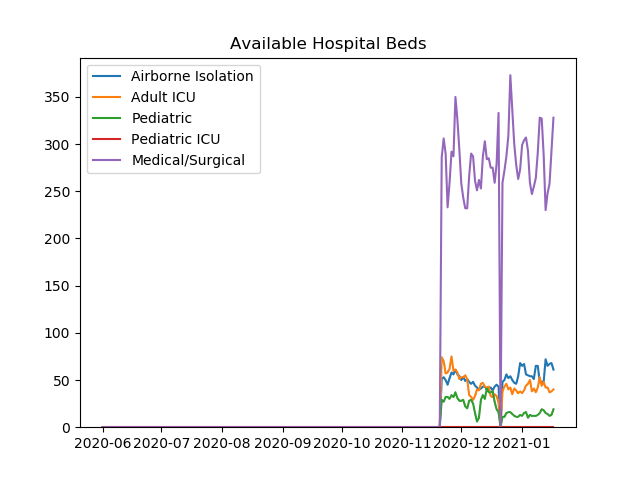 Available Hospital Beds
Airborne Isolation
Adult ICU
Pediatric
Pediatric ICU
Medical/Surgical
350
300
250
200
150
100
50
0
2020-06 2020-07 2020-08 2020-09 2020-10 2020-11 2020-12 2021-01